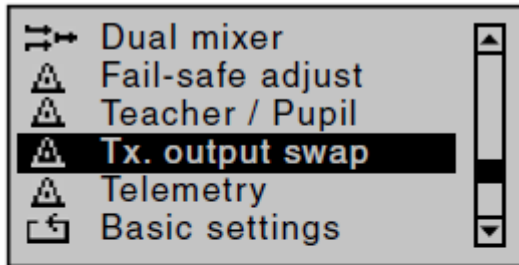 Dual mixer
Fail-safe adjust
Teacher / Pupil
Tx. output swap
Telemetry
Basic settings